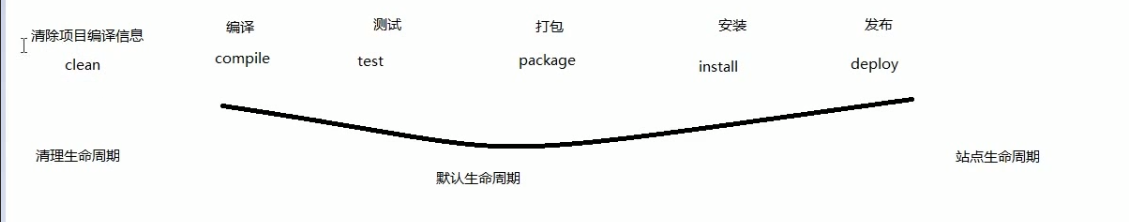 清除项目编译信息
clean
编译
compile
测试
test
打包
package
安装
install
发布
deploy
清理生命周期
默认生命周期
站点生命周期